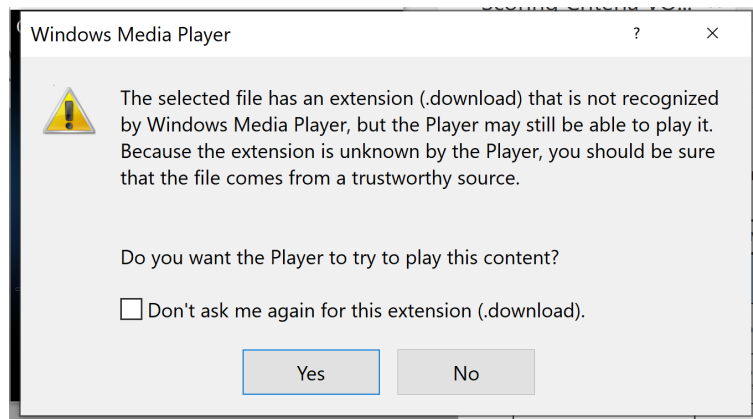 Windows Media Player
The selected file has an extension (.download) that is not recognized
by Windows Media Player, but the Player may still be able to play it.
Because the extension is unknown by the Player, you should be sure
that the file comes from a trustworthy source.
Do you want the Player to try to play this content?
Don't ask me again for this extension (.download).
Yes
No